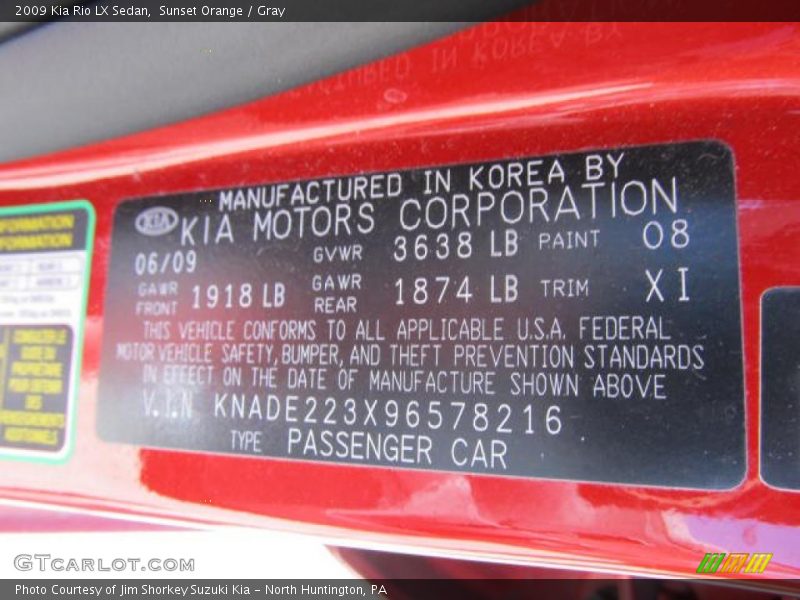 2009 Kia Rio LX Sedan,  Sunset Orange / Gray
MANUFACTURED IN KOREA BY
KIA KIA MOTORS CORPORATION
06/09 GVWR 3638 LB PAINT 08
GAWR FRONT 1918 LB GAWR REAR 1874 LB TRIM XI
THIS VEHICLE CONFORMS TO ALL APPLICABLE U.S.A. FEDERAL
MOTOR VEHICLE SAFETY, BUMPER, AND THEFT PREVENTION STANDARDS
IN EFFECT ON THE DATE OF MANUFACTURE SHOWN ABOVE
V.I.N KNADE223X96578216
TYPE PASSENGER CAR
GTCARLOT.COM
Photo Courtesy of Jim Shorkey Suzuki Kia - North Huntington, PA